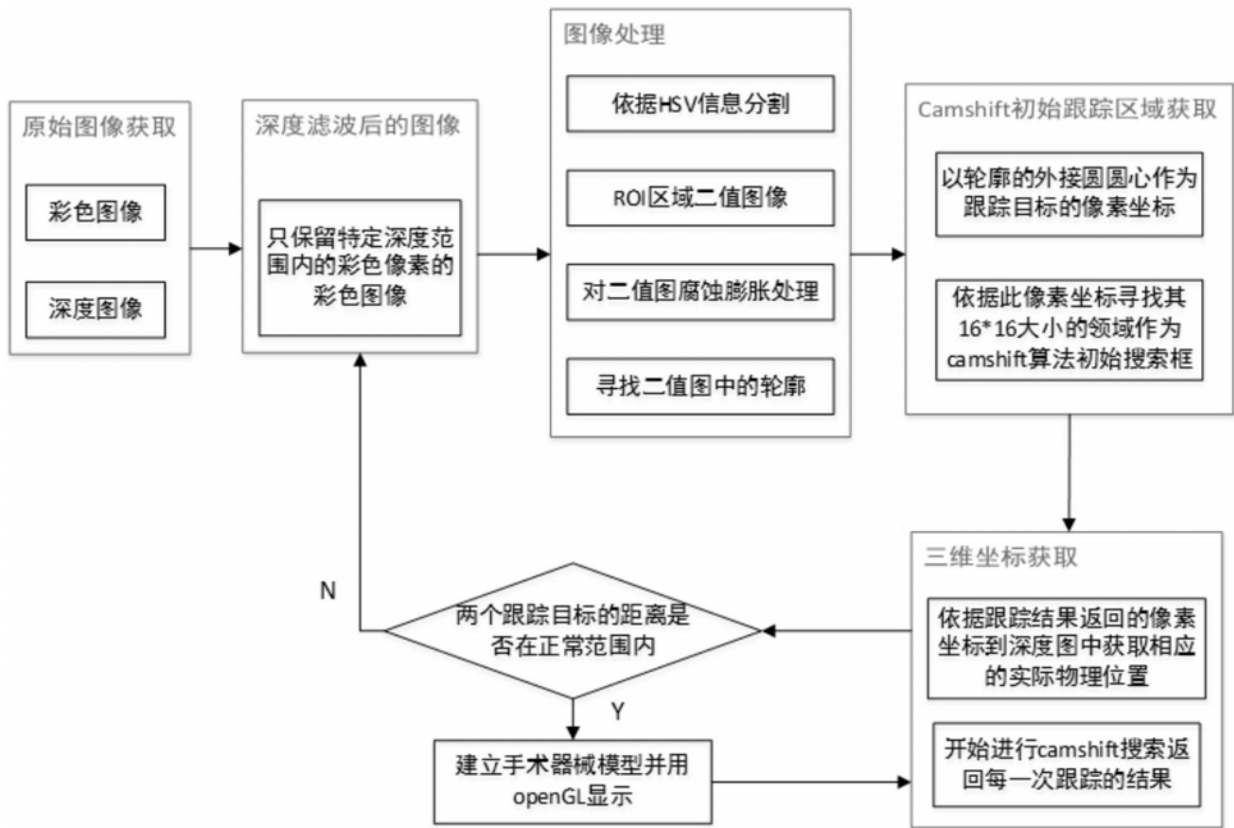 原始图像获取
彩色图像
深度图像
深度滤波后的图像
只保留特定深度范
围内的彩色像素的
彩色图像
图像处理
依据HSV信息分割
ROI区域二值图像
对二值图腐蚀膨胀处理
寻找二值图中的轮廓
Camshift初始跟踪区域获取
以轮廓的外接圆圆心作为
跟踪目标的像素坐标
依据此像素坐标寻找其
16*16大小的领域作为
camshift算法初始搜索框
三维坐标获取
依据跟踪结果返回的像素
坐标到深度图中获取相应
的实际物理位置
开始进行camshift搜索返
回每一次跟踪的结果
两个跟踪目标的距离是
否在正常范围内
N
Y
建立手术器械模型并用
openGL显示